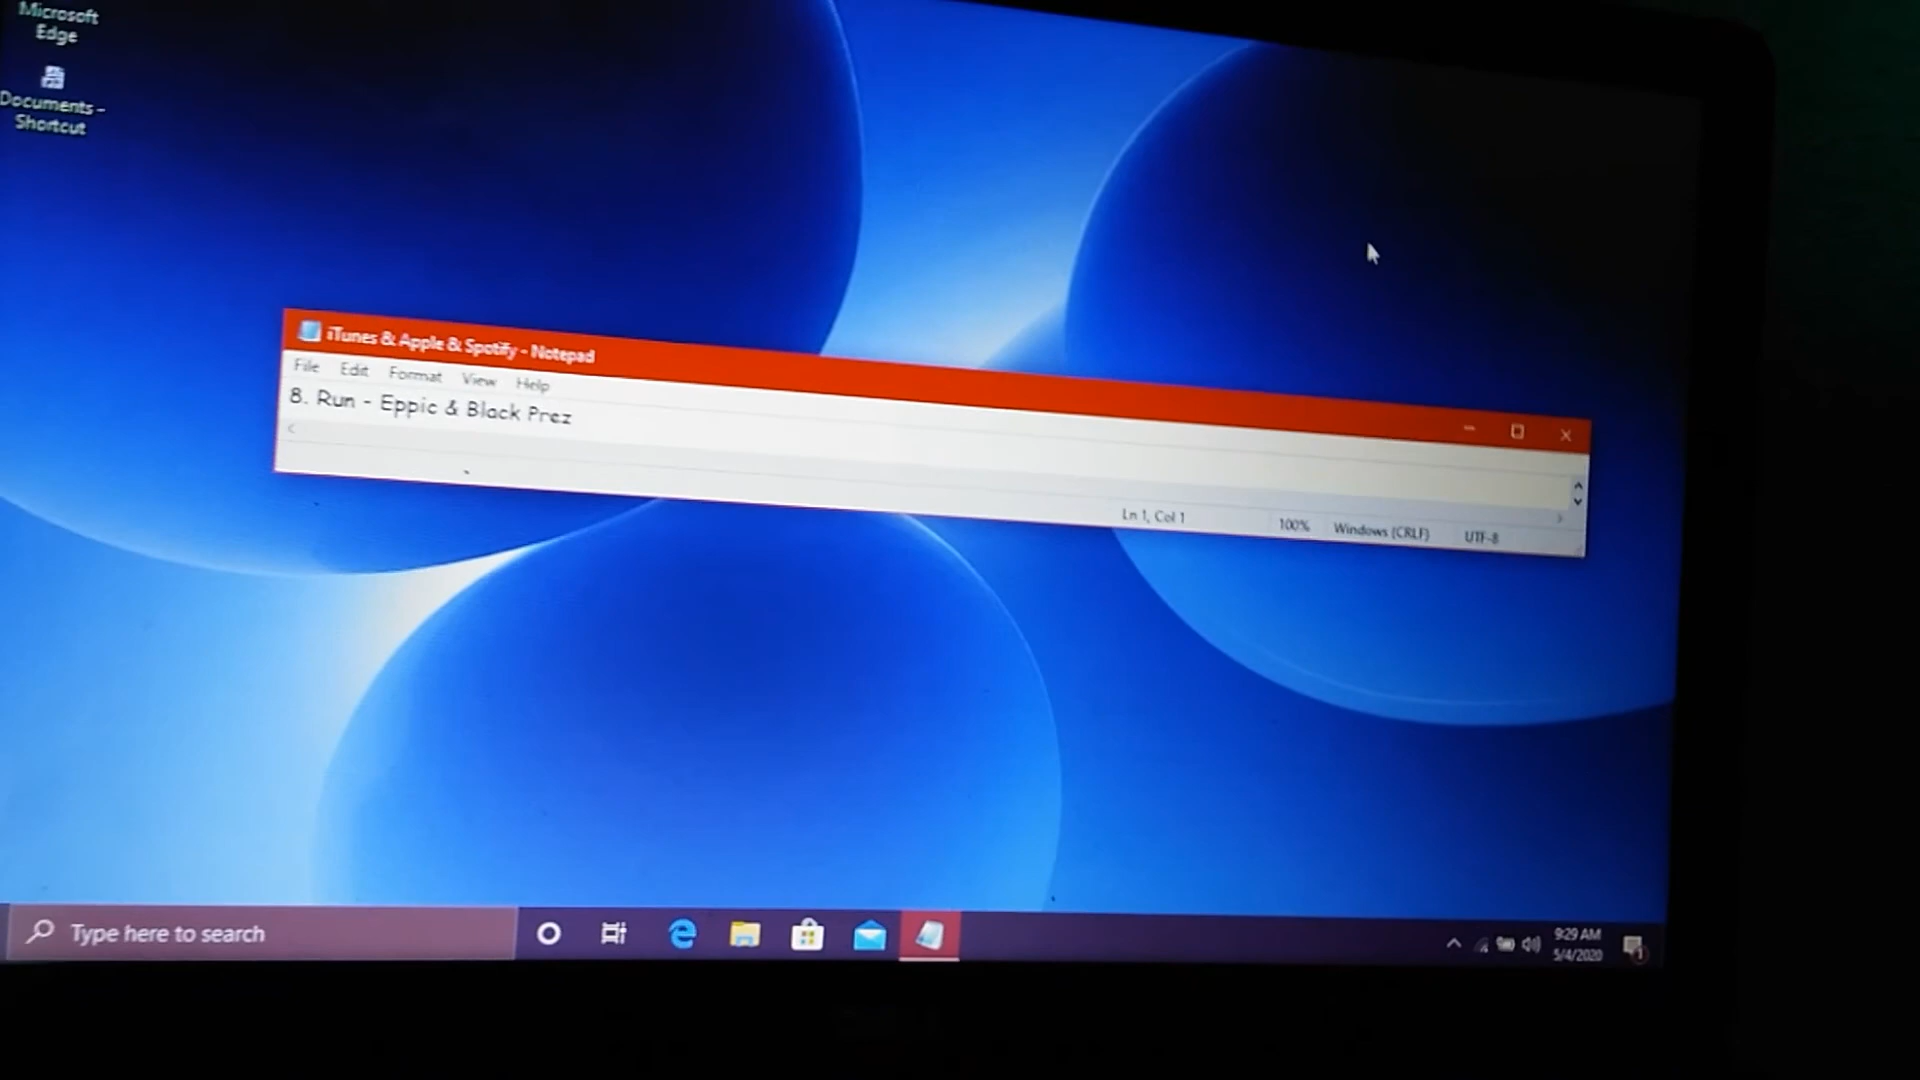 Microsoft
Edge
Documents -
Shortcut
iTunes & Apple & Spotify - Notepad
File Edit Format View Help
8. Run - Eppic & Black Prez
Ln 1, Col 1 100% Windows (CRLF) UTF-8
Type here to search
9:29 AM
5/4/2020
1